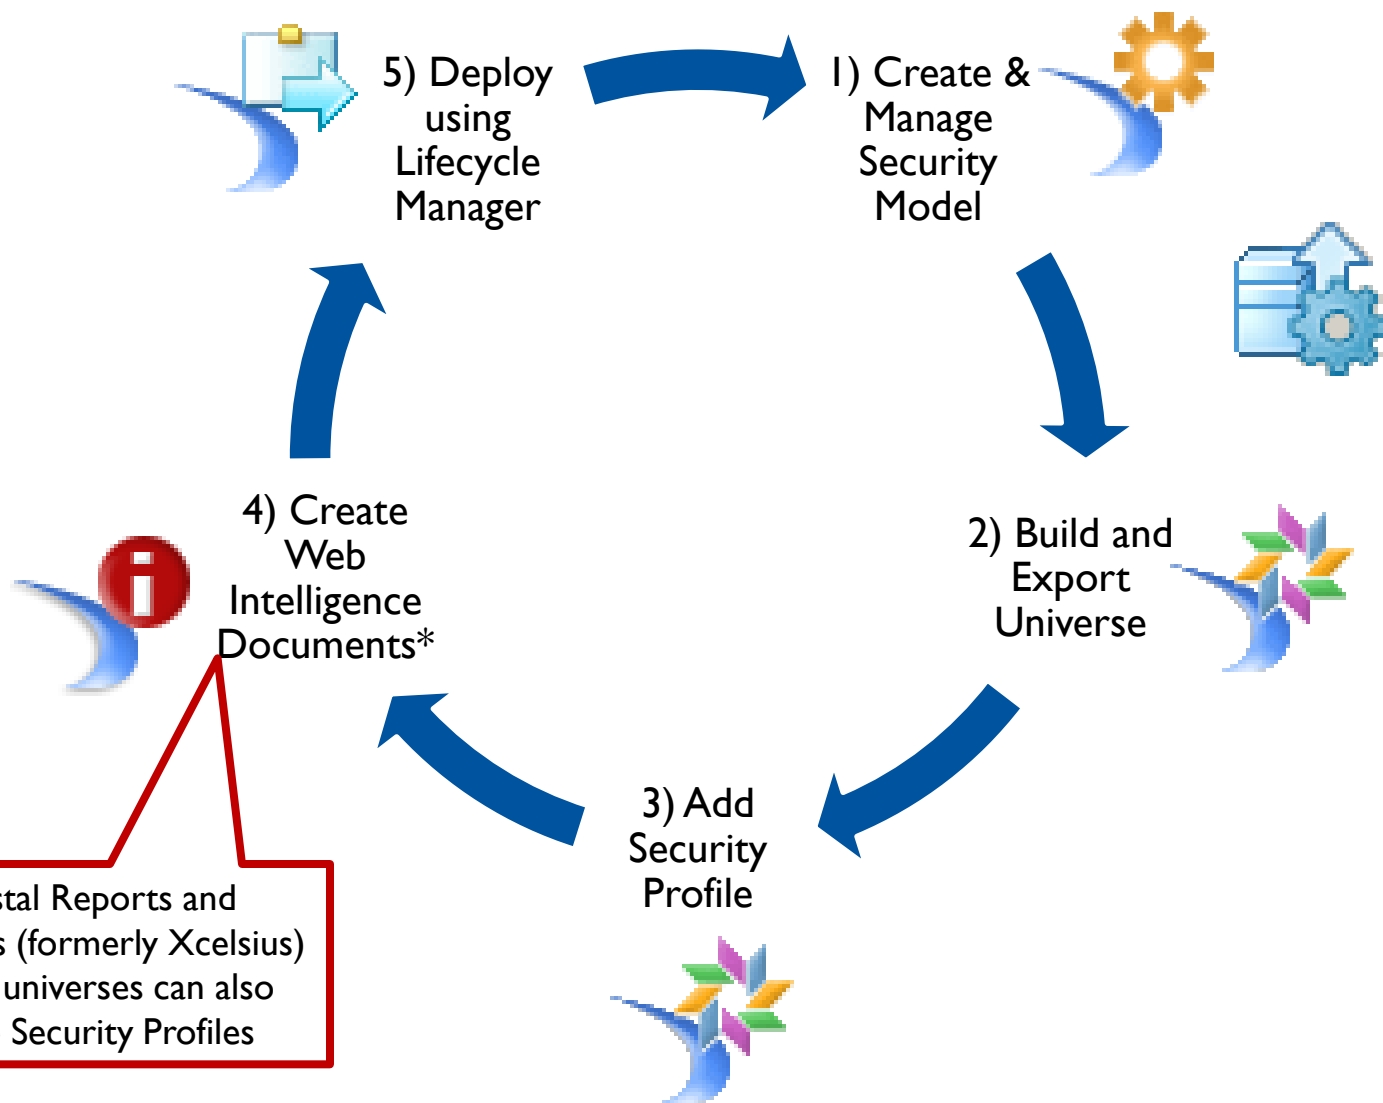 5) Deploy
using
Lifecycle
Manager
1) Create &
Manage
Security
Model
2) Build and
Export
Universe
3) Add
Security
Profile
4) Create
Web
Intelligence
Documents*
Reports and
(formerly Xcelsius)
universes can also
Security Profiles